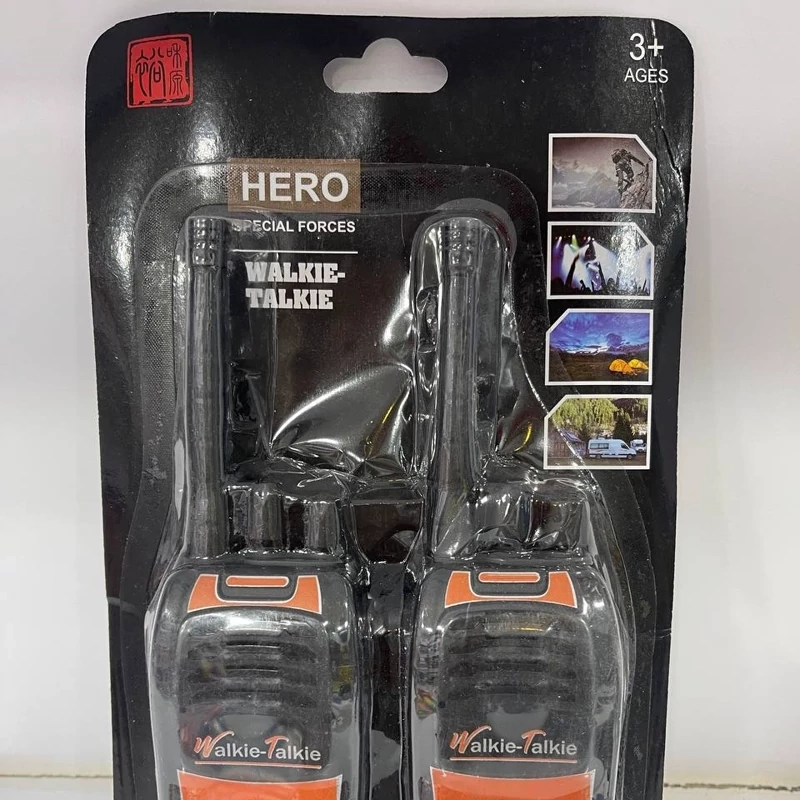 3+
AGES
HERO
SPECIAL FORCES
WALKIE-
TALKIE
Walkie-Talkie
Walkie-Talkie